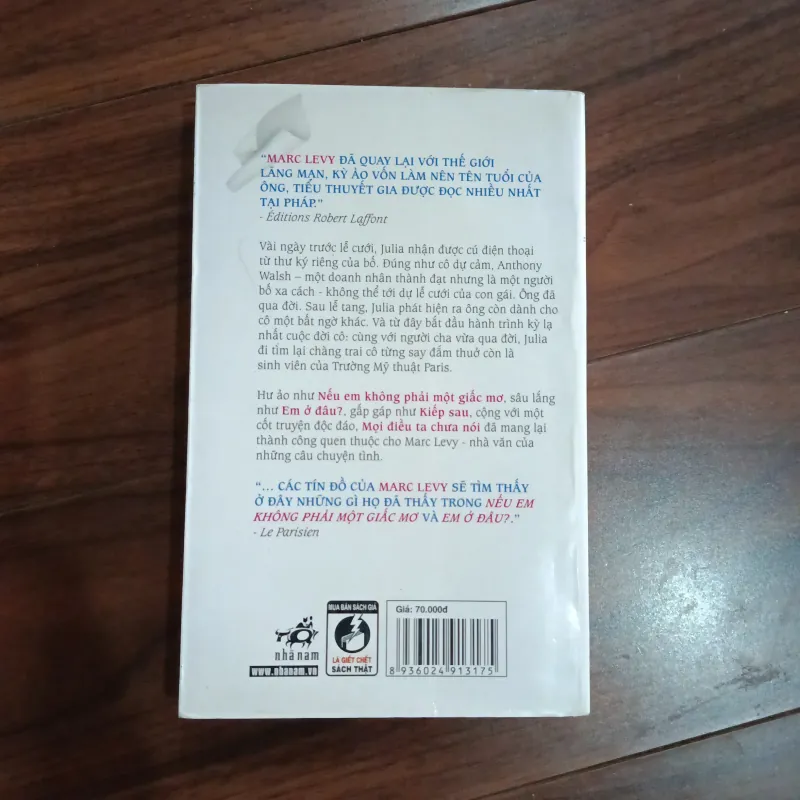 “MARC LEVY ĐÃ QUAY LẠI VỚI THẾ GIỚI
LÃNG MẠN, KỲ ẢO VỐN LÀM NÊN TÊN TUỔI CỦA
ÔNG, TIỂU THUYẾT GIA ĐƯỢC ĐỌC NHIỀU NHẤT
TẠI PHÁP.”
- Éditions Robert Laffont
Vài ngày trước lễ cưới, Julia nhận được cú điện thoại
từ thư ký riêng của bố. Đúng như cô dự cảm, Anthony
Walsh – một doanh nhân thành đạt nhưng là một người
bố xa cách - không thể tới dự lễ cưới của con gái. Ông đã
qua đời. Sau lễ tang, Julia phát hiện ra ông còn dành cho
cô một bất ngờ khác. Và từ đây bắt đầu hành trình kỳ lạ
nhất cuộc đời cô: cùng với người cha vừa qua đời, Julia
đi tìm lại chàng trai cô từng say đắm thuở còn là
sinh viên của Trường Mỹ thuật Paris.
Hư ảo như Nếu em không phải một giấc mơ, sâu lắng
như Em ở đâu?, gấp gáp như Kiếp sau, cộng với một
cốt truyện độc đáo, Mọi điều ta chưa nói đã mang lại
thành công quen thuộc cho Marc Levy - nhà văn của
những câu chuyện tình.
“... CÁC TÍN ĐỒ CỦA MARC LEVY SẼ TÌM THẤY
Ở ĐÂY NHỮNG GÌ HỌ ĐÃ THẤY TRONG NẾU EM
KHÔNG PHẢI MỘT GIẤC MƠ VÀ EM Ở ĐÂU?.”
- Le Parisien
nhã nam
www.nhanam.vn
MUA BÁN SÁCH GIẢ
LÀ GIẾT CHẾT
SÁCH THẬT
Giá: 70.000đ
8 936024 913175